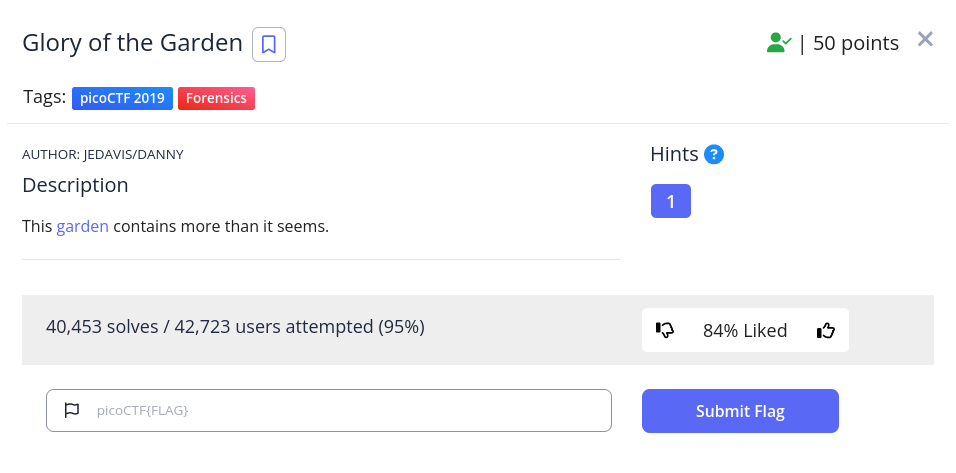 Glory of the Garden
| 50 points
Tags: picoCTF 2019 Forensics
AUTHOR: JEDAVIS/DANNY
Description
This garden contains more than it seems.
Hints ?
1
40,453 solves / 42,723 users attempted (95%)
84% Liked
picoCTF{FLAG}
Submit Flag